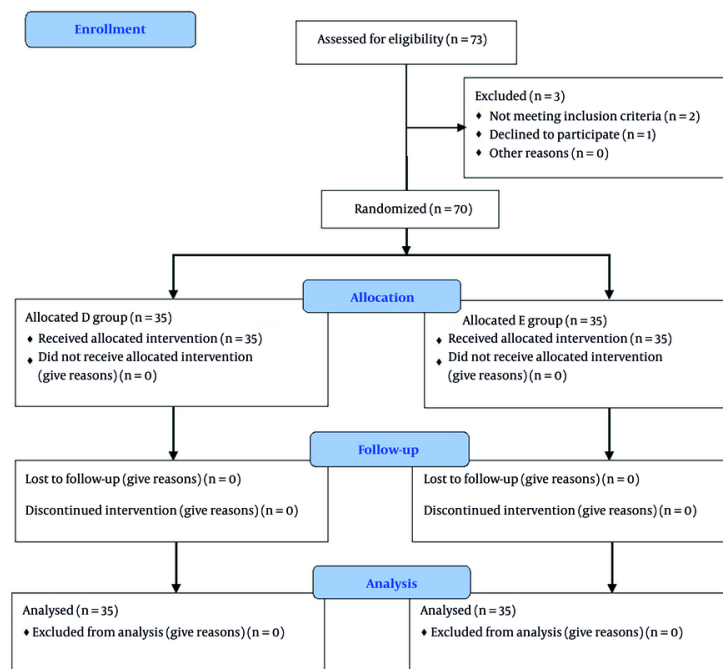 Enrollment
Assessed for eligibility (n = 73)
Excluded (n = 3)
♦ Not meeting inclusion criteria (n = 2)
♦ Declined to participate (n = 1)
♦ Other reasons (n = 0)
Randomized (n = 70)
Allocation
Allocated D group (n = 35)
♦ Received allocated intervention (n = 35)
♦ Did not receive allocated intervention
(give reasons) (n = 0)
Allocated E group (n = 35)
♦ Received allocated intervention (n = 35)
♦ Did not receive allocated intervention
(give reasons) (n = 0)
Follow-up
Lost to follow-up (give reasons) (n = 0)
Discontinued intervention (give reasons) (n = 0)
Lost to follow-up (give reasons) (n = 0)
Discontinued intervention (give reasons) (n = 0)
Analysis
Analysed (n = 35)
♦ Excluded from analysis (give reasons) (n = 0)
Analysed (n = 35)
♦ Excluded from analysis (give reasons) (n = 0)